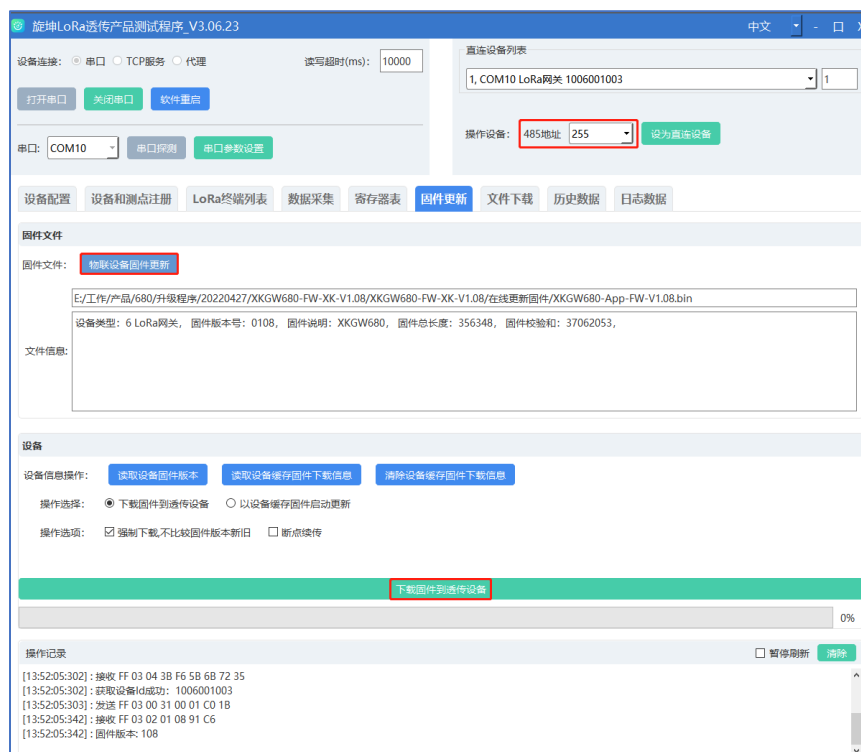 旋坤LoRa透传产品测试程序_V3.06.23
中文
设备连接: 串口 TCP服务 代理
读写超时(ms): 10000
打开串口 关闭串口 软件重启
串口: COM10 串口探测 串口参数设置
直连设备列表
1, COM10 LoRa网关 1006001003 1
操作设备: 485地址 255 设为直连设备
设备配置 设备和测点注册 LoRa终端列表 数据采集 寄存器表 固件更新 文件下载 历史数据 日志数据
固件文件
固件文件: 物联设备固件更新
E:/工作/产品/680/升级程序/20220427/XKGW680-FW-XK-V1.08/XKGW680-FW-XK-V1.08/在线更新固件/XKGW680-App-FW-V1.08.bin
文件信息:
设备类型: 6 LoRa网关, 固件版本号: 0108, 固件说明: XKGW680, 固件总长度: 356348, 固件校验和: 37062053,
设备
设备信息操作: 读取设备固件版本 读取设备缓存固件下载信息 清除设备缓存固件下载信息
操作选择: 下载固件到透传设备 以设备缓存固件启动更新
操作选项: 强制下载,不比较固件版本新旧 断点续传
下载固件到透传设备
0%
操作记录 暂停刷新 清除
[13:52:05:302] : 接收 FF 03 04 3B F6 5B 6B 72 35
[13:52:05:302] : 获取设备Id成功: 1006001003
[13:52:05:303] : 发送 FF 03 00 31 00 01 C0 1B
[13:52:05:342] : 接收 FF 03 02 01 08 91 C6
[13:52:05:342] : 固件版本: 108